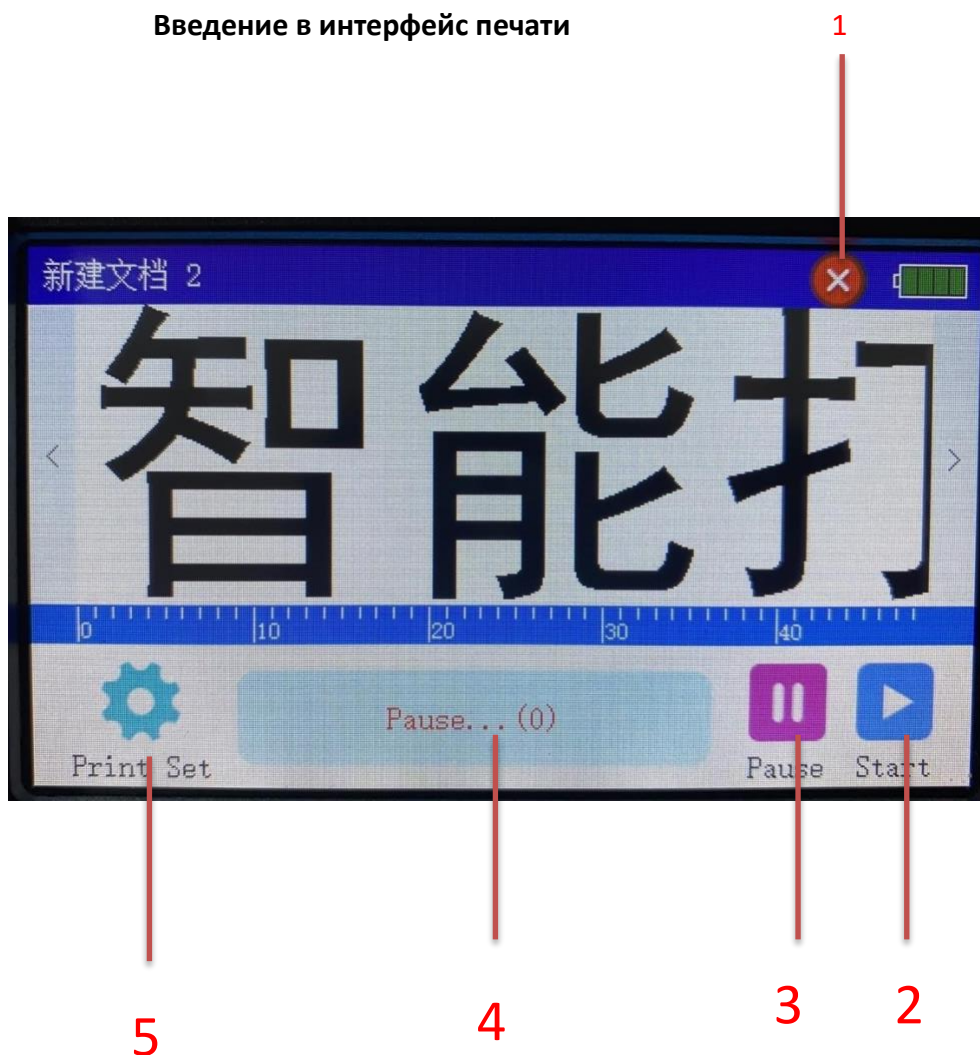 Введение в интерфейс печати
1
新建文档 2
智能打
0 10 20 30 40
Pause...(0)
Print Set
Pause
Start
5
4
3
2